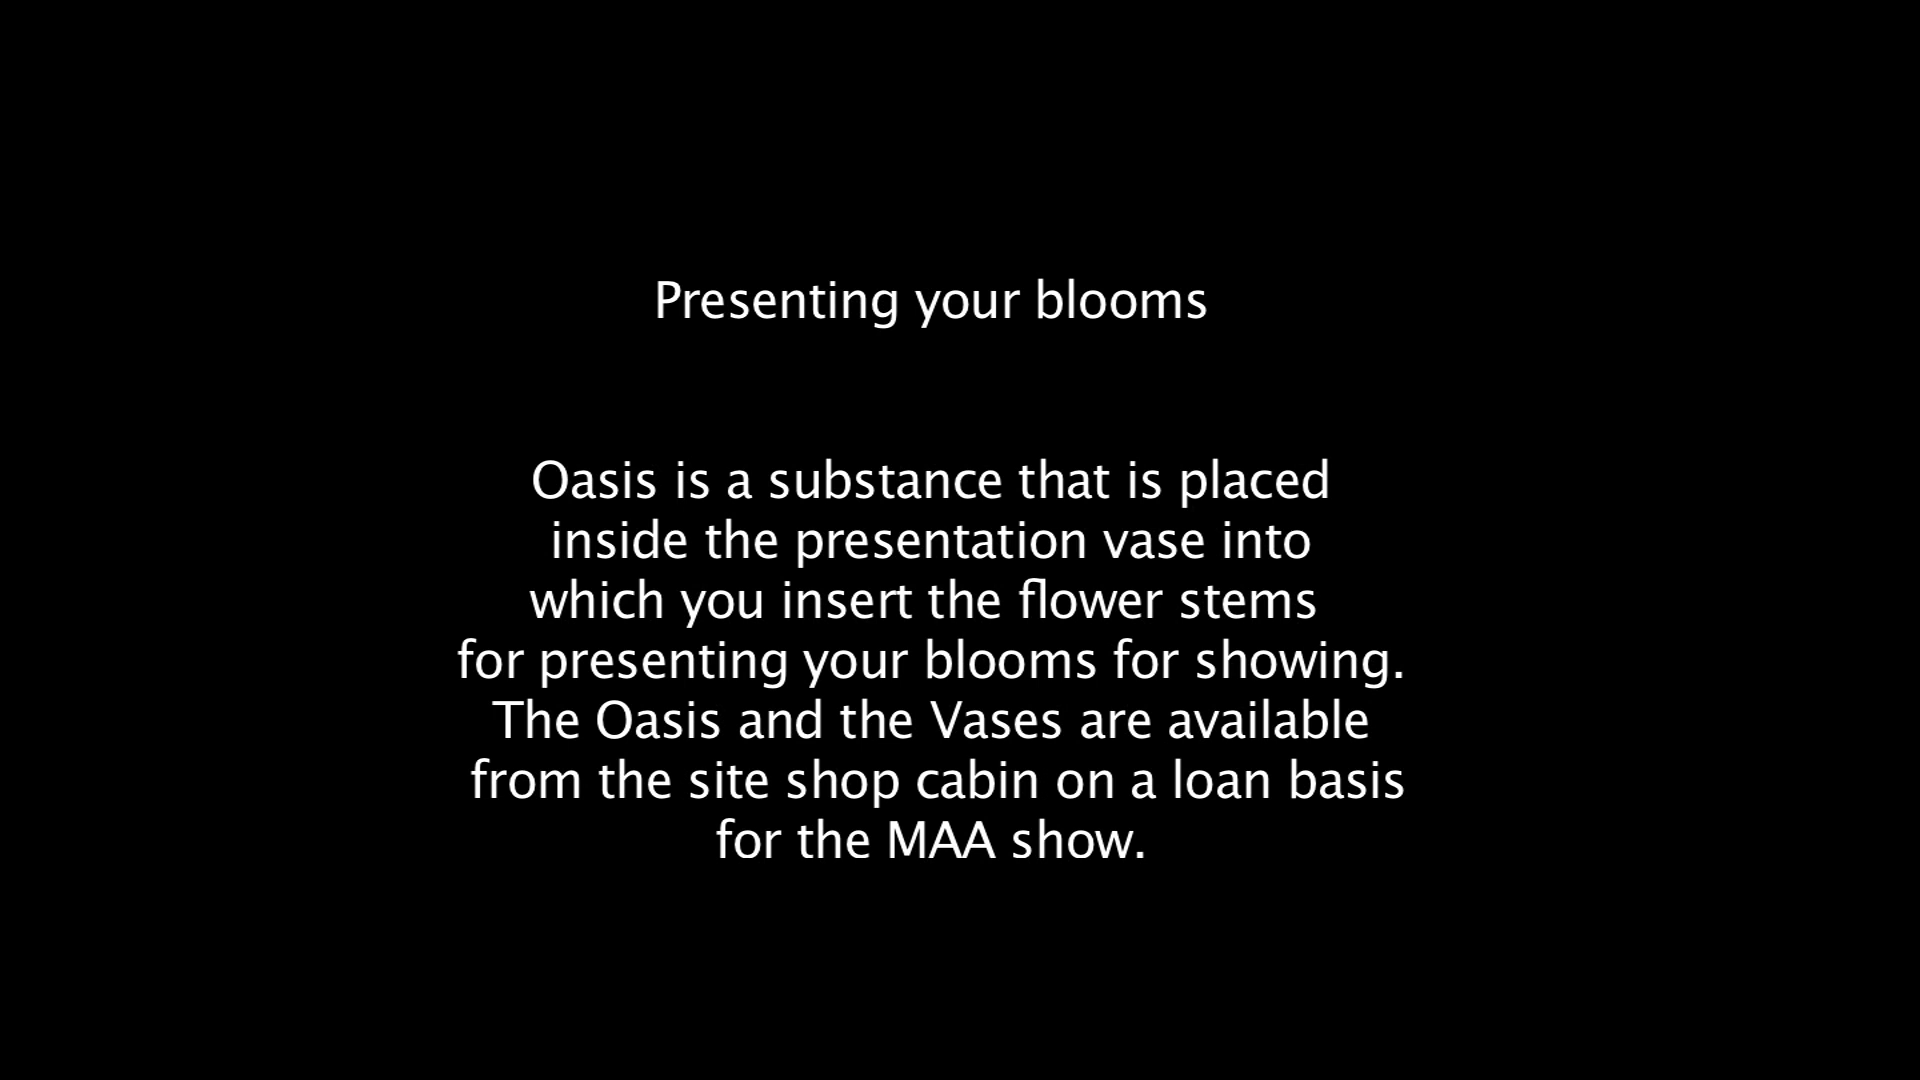 Presenting your blooms
Oasis is a substance that is placed
inside the presentation vase into
which you insert the flower stems
for presenting your blooms for showing.
The Oasis and the Vases are available
from the site shop cabin on a loan basis
for the MAA show.